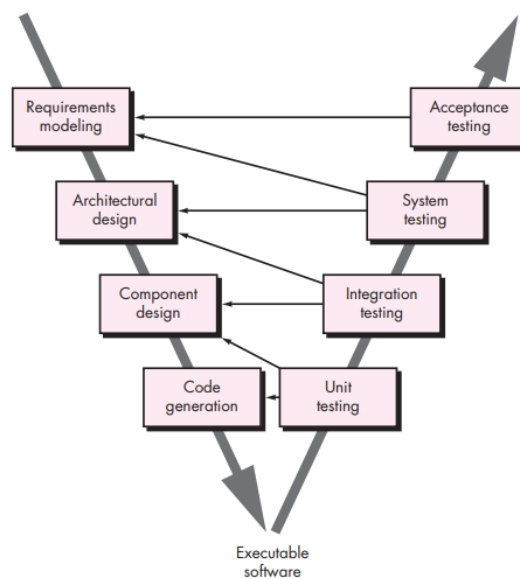 Requirements
modeling
Acceptance
testing
Architectural
design
System
testing
Component
design
Integration
testing
Code
generation
Unit
testing
Executable
software